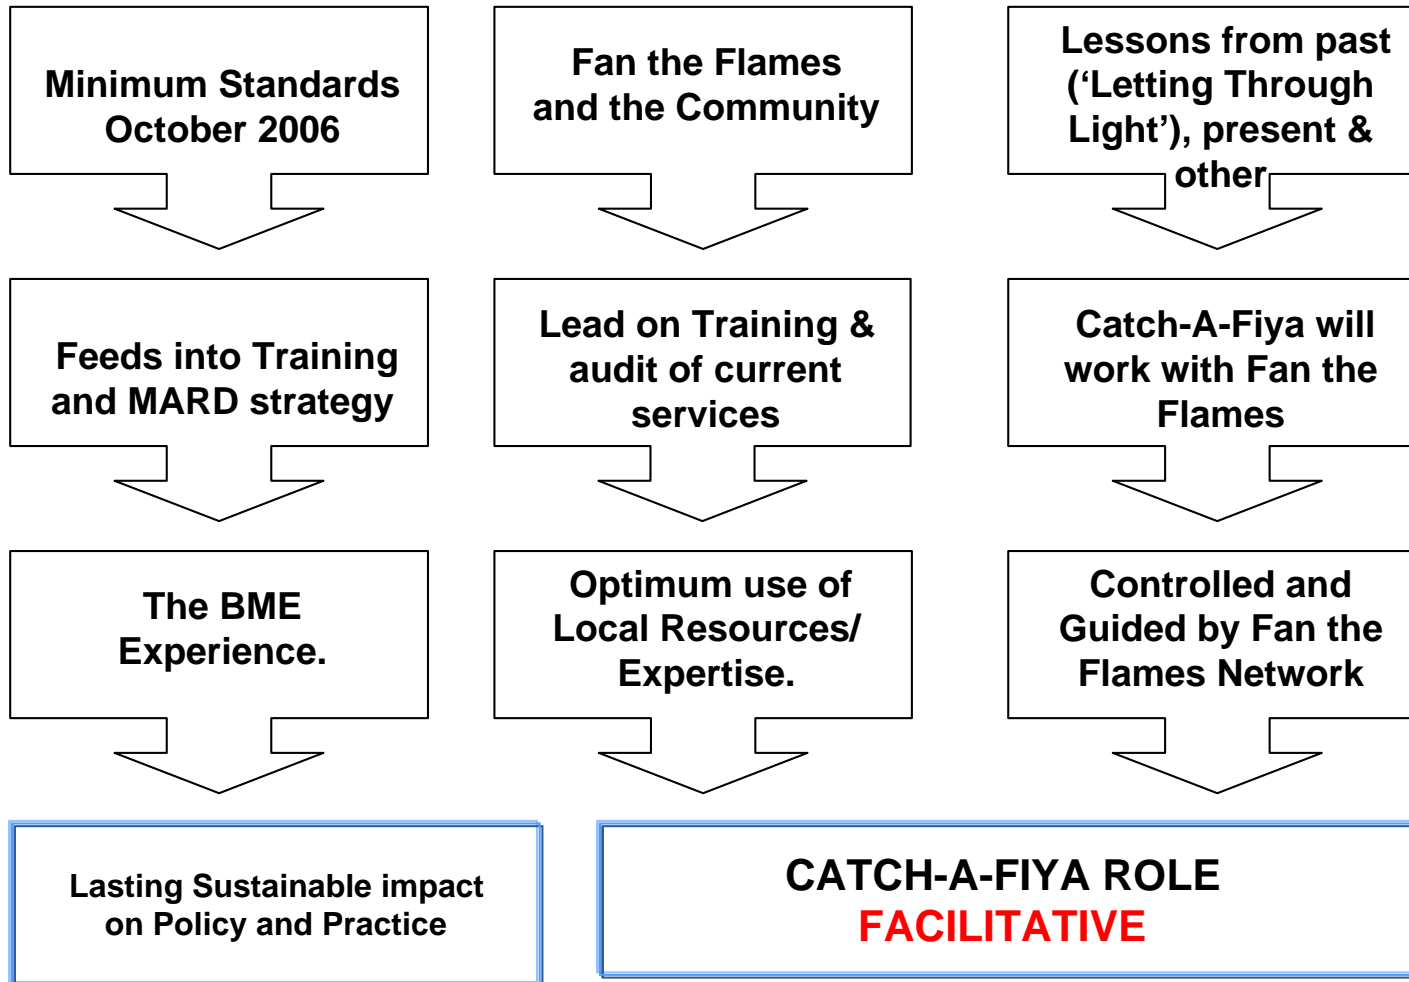 Minimum Standards
October 2006
Fan the Flames
and the Community
Lessons from past
(‘Letting Through
Light’), present &
other
Feeds into Training
and MARD strategy
Lead on Training &
audit of current
services
Catch-A-Fiya will
work with Fan the
Flames
The BME
Experience.
Optimum use of
Local Resources/
Expertise.
Controlled and
Guided by Fan the
Flames Network
Lasting Sustainable impact
on Policy and Practice
CATCH-A-FIYA ROLE
FACILITATIVE